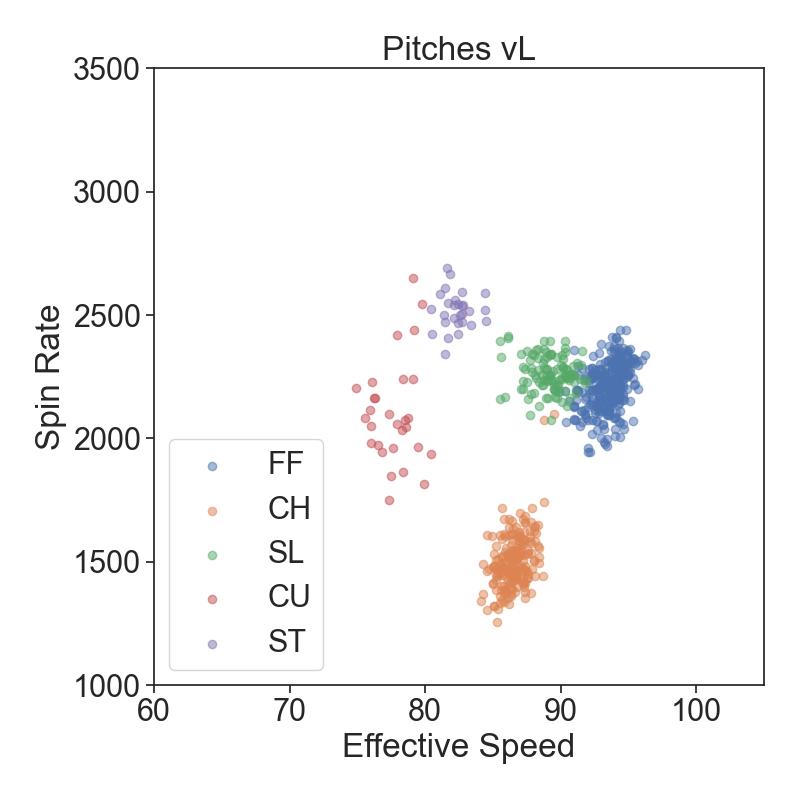 Pitches vL
3500
3000
2500
2000
1500
1000
Spin Rate
FF
CH
SL
CU
ST
60 70 80 90 100
Effective Speed